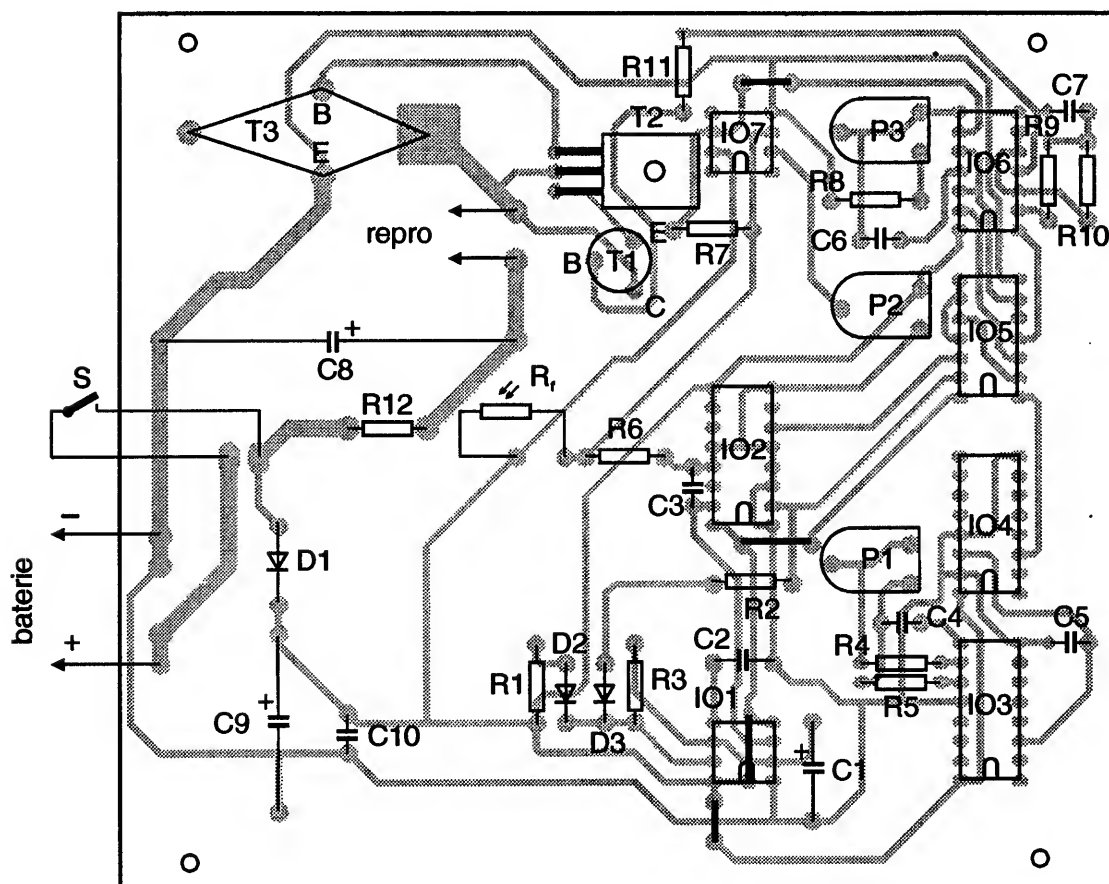 R11
C7
B
T3
T2
IO7
P3
R9
E
IO6
R8
repro
E
R7
C6
R10
B
T1
C
P2
IO5
+
C8
S
Rf
R12
R6
IO2
C3
IO4
−
D1
P1
baterie
R2
C4
C5
+
D2
C2
R4
R1
R3
IO1
R5
IO3
+
C9
C10
D3
+
C1